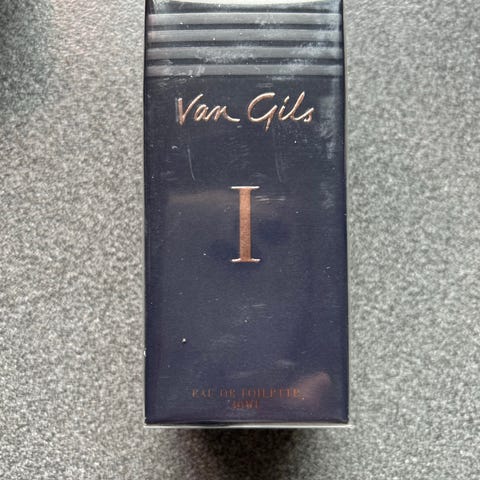 Van Gils
I
EAU DE TOILETTE
30ML